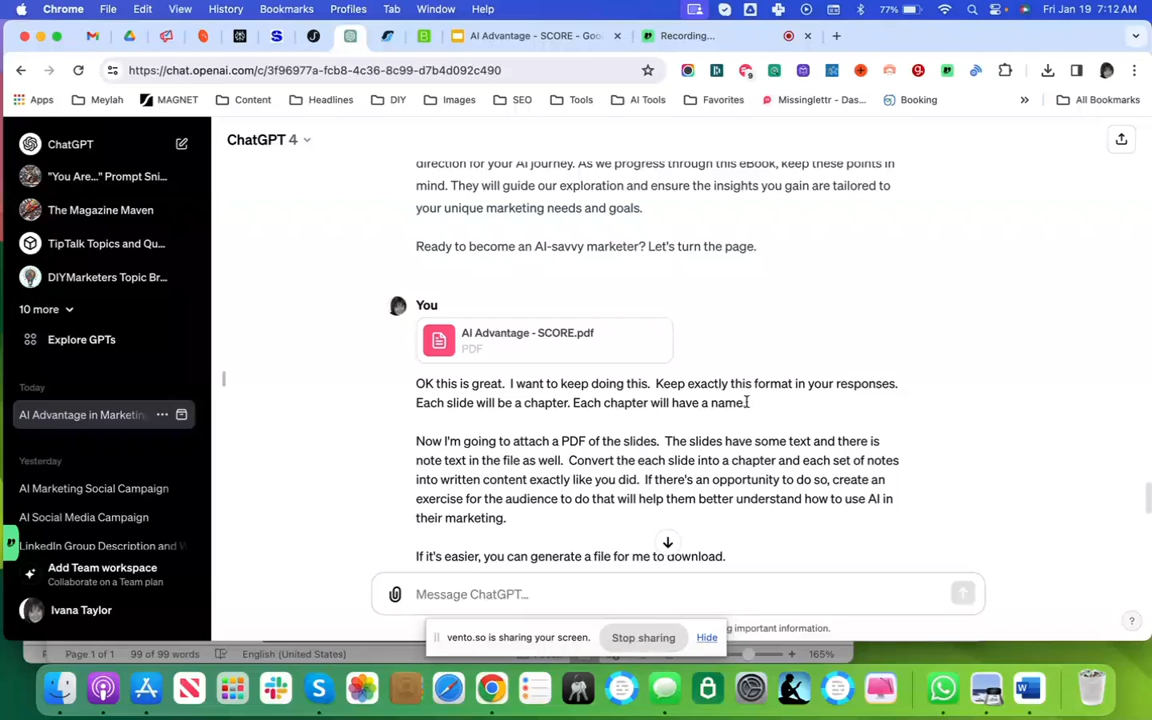 Chrome File Edit View History Bookmarks Profiles Tab Window Help 77% Fri Jan 19 7:12 AM
AI Advantage - SCORE - Goo Recording...
https://chat.openai.com/c/3f96977a-fcb8-4c36-8c99-d7b4d092c490
Apps Meylah MAGNET Content Headlines DIY Images SEO Tools AI Tools Favorites Missinglettr - Das... Booking » All Bookmarks
ChatGPT
"You Are..." Prompt Sni...
The Magazine Maven
TipTalk Topics and Qu...
DIYMarketers Topic Br...
10 more
Explore GPTs
Today
AI Advantage in Marketin
Yesterday
AI Marketing Social Campaign
AI Social Media Campaign
LinkedIn Group Description and W
Add Team workspace
Collaborate on a Team plan
Ivana Taylor
ChatGPT 4
direction for your AI journey. As we progress through this eBook, keep these points in
mind. They will guide our exploration and ensure the insights you gain are tailored to
your unique marketing needs and goals.
Ready to become an AI-savvy marketer? Let's turn the page.
You
AI Advantage - SCORE.pdf
PDF
OK this is great. I want to keep doing this. Keep exactly this format in your responses.
Each slide will be a chapter. Each chapter will have a name.
Now I'm going to attach a PDF of the slides. The slides have some text and there is
note text in the file as well. Convert the each slide into a chapter and each set of notes
into written content exactly like you did. If there's an opportunity to do so, create an
exercise for the audience to do that will help them better understand how to use AI in
their marketing.
If it's easier, you can generate a file for me to download.
Message ChatGPT...
ng important information.
?
vento.so is sharing your screen. Stop sharing Hide
Page 1 of 1 99 of 99 words English (United States) 165%